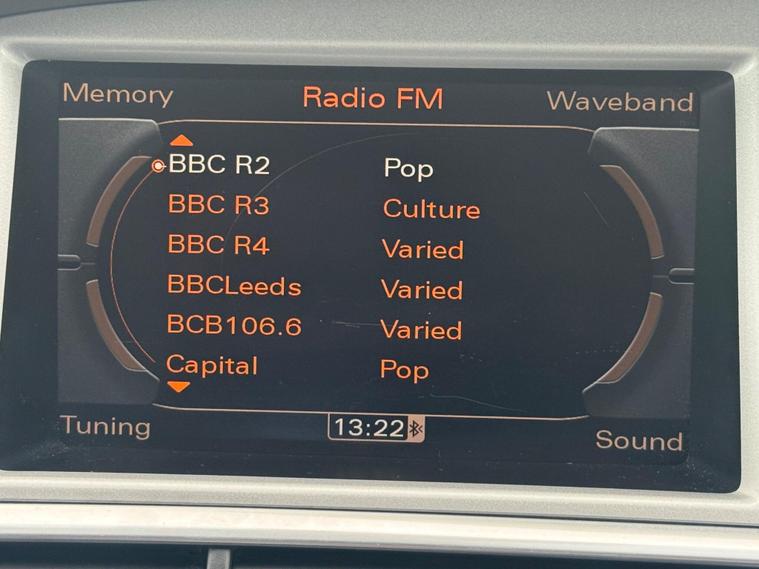 Memory Radio FM Waveband
BBC R2 Pop
BBC R3 Culture
BBC R4 Varied
BBCLeeds Varied
BCB106.6 Varied
Capital Pop
Tuning 13:22 Sound